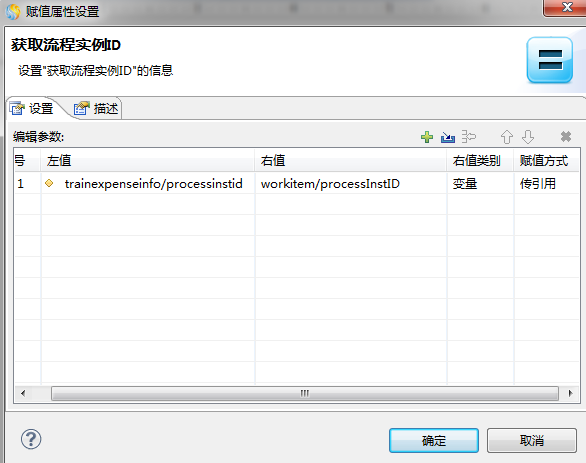 赋值属性设置
获取流程实例ID
设置"获取流程实例ID"的信息
设置 描述
编辑参数:
号 左值 右值 右值类别 赋值方式
1 trainexpenseinfo/processinstid workitem/processInstID 变量 传引用
确定 取消